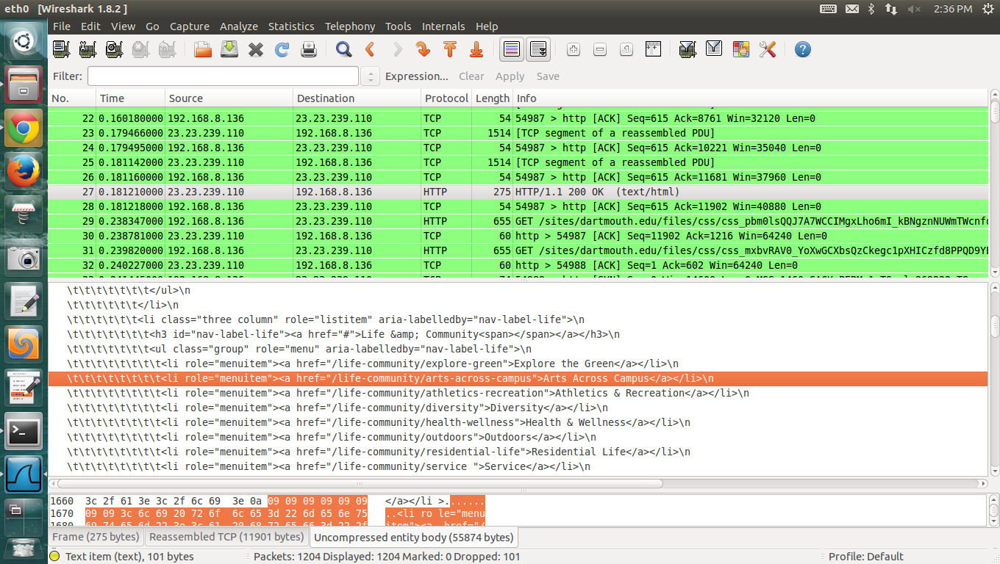 eth0 [Wireshark 1.8.2 ]
2:36 PM
File Edit View Go Capture Analyze Statistics Telephony Tools Internals Help
Filter: Expression... Clear Apply Save
No. Time Source Destination Protocol Length Info
22 0.160180000 192.168.8.136 23.23.239.110 TCP 54 54987 > http [ACK] Seq=615 Ack=8761 Win=32120 Len=0
23 0.179466000 23.23.239.110 192.168.8.136 TCP 1514 [TCP segment of a reassembled PDU]
24 0.179495000 192.168.8.136 23.23.239.110 TCP 54 54987 > http [ACK] Seq=615 Ack=10221 Win=35040 Len=0
25 0.181142000 23.23.239.110 192.168.8.136 TCP 1514 [TCP segment of a reassembled PDU]
26 0.181160000 192.168.8.136 23.23.239.110 TCP 54 54987 > http [ACK] Seq=615 Ack=11681 Win=37960 Len=0
27 0.181210000 23.23.239.110 192.168.8.136 HTTP 275 HTTP/1.1 200 OK (text/html)
28 0.181218000 192.168.8.136 23.23.239.110 TCP 54 54987 > http [ACK] Seq=615 Ack=11902 Win=40880 Len=0
29 0.238347000 192.168.8.136 23.23.239.110 HTTP 655 GET /sites/dartmouth.edu/files/css/css_pbm0lsQQJ7A7WCCIMgxLho6mI_kBNgznNUWmTWcnfo
30 0.238781000 23.23.239.110 192.168.8.136 TCP 60 http > 54987 [ACK] Seq=11902 Ack=1216 Win=64240 Len=0
31 0.239820000 192.168.8.136 23.23.239.110 HTTP 655 GET /sites/dartmouth.edu/files/css/css_mxbvRAV0_YoXwGCXbsQzCkegc1pXHICzfd8PPQD9YE
32 0.240227000 23.23.239.110 192.168.8.136 TCP 60 http > 54988 [ACK] Seq=1 Ack=602 Win=64240 Len=0
\t\t\t\t\t\t\t</ul>\n
\t\t\t\t\t\t</li>\n
\t\t\t\t\t\t<li class="three column" role="listitem" aria-labelledby="nav-label-life">\n
\t\t\t\t\t\t\t<h3 id="nav-label-life"><a href="#">Life &amp; Community<span></span></a></h3>\n
\t\t\t\t\t\t\t<ul class="group" role="menu" aria-labelledby="nav-label-life">\n
\t\t\t\t\t\t\t\t<li role="menuitem"><a href="/life-community/explore-green">Explore the Green</a></li>\n
\t\t\t\t\t\t\t\t<li role="menuitem"><a href="/life-community/arts-across-campus">Arts Across Campus</a></li>\n
\t\t\t\t\t\t\t\t<li role="menuitem"><a href="/life-community/athletics-recreation">Athletics & Recreation</a></li>\n
\t\t\t\t\t\t\t\t<li role="menuitem"><a href="/life-community/diversity">Diversity</a></li>\n
\t\t\t\t\t\t\t\t<li role="menuitem"><a href="/life-community/health-wellness">Health & Wellness</a></li>\n
\t\t\t\t\t\t\t\t<li role="menuitem"><a href="/life-community/outdoors">Outdoors</a></li>\n
\t\t\t\t\t\t\t\t<li role="menuitem"><a href="/life-community/residential-life">Residential Life</a></li>\n
\t\t\t\t\t\t\t\t<li role="menuitem"><a href="/life-community/service ">Service</a></li>\n
1660 3c 2f 61 3e 3c 2f 6c 69 3e 0a 09 09 09 09 09 09 </a></li >.......
1670 09 09 3c 6c 69 20 72 6f 6c 65 3d 22 6d 65 6e 75 ..<li ro le="menu
1680 69 74 65 6d 22 3e 3c 61 20 68 72 65 66 3d 22 2f item"><a href="/
Frame (275 bytes) Reassembled TCP (11901 bytes) Uncompressed entity body (55874 bytes)
Text item (text), 101 bytes Packets: 1204 Displayed: 1204 Marked: 0 Dropped: 101 Profile: Default